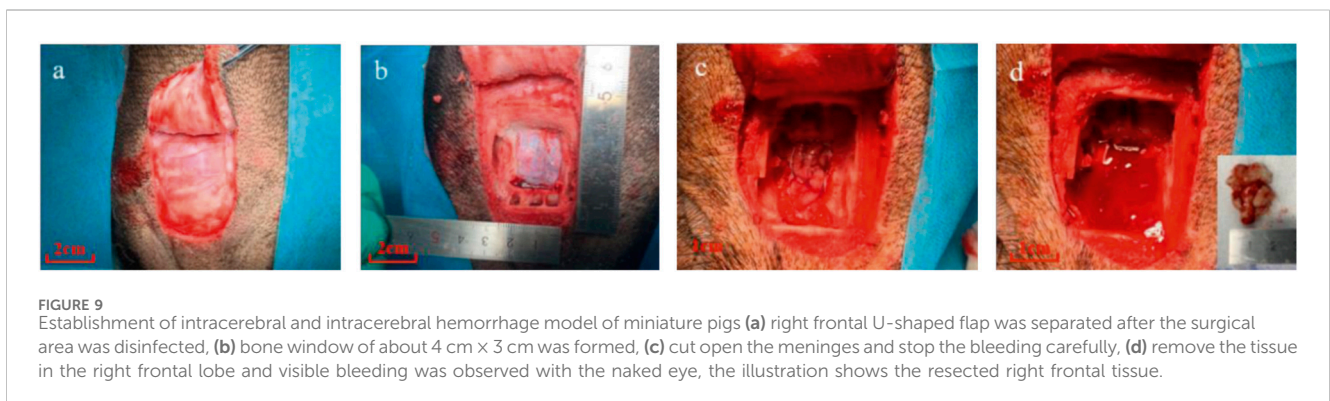 a
b
c
d
2cm
2cm
1cm
2cm
FIGURE 9
Establishment of intracerebral and intracerebral hemorrhage model of miniature pigs (a) right frontal U-shaped flap was separated after the surgical
area was disinfected, (b) bone window of about 4 cm × 3 cm was formed, (c) cut open the meninges and stop the bleeding carefully, (d) remove the tissue
in the right frontal lobe and visible bleeding was observed with the naked eye, the illustration shows the resected right frontal tissue.